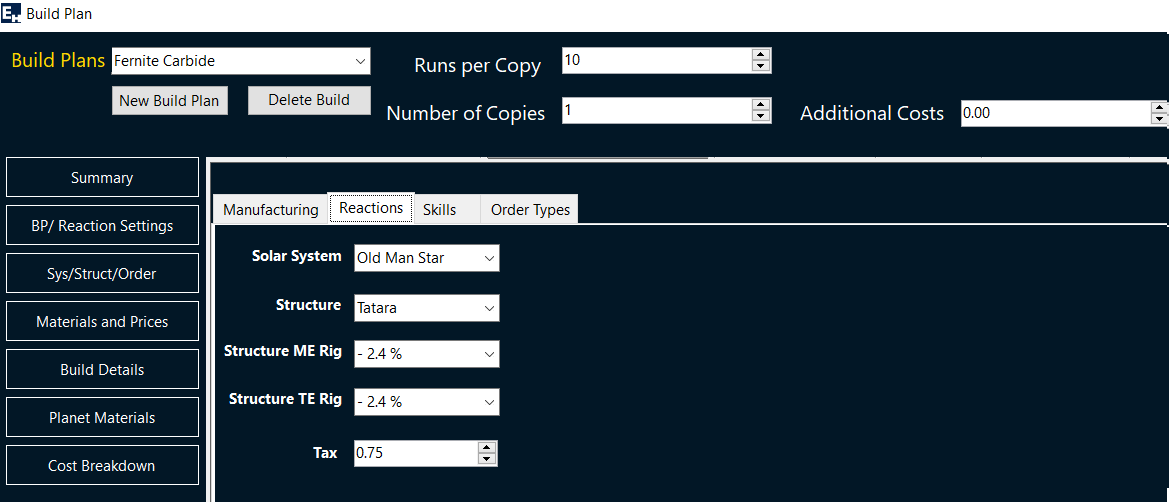 EH Build Plan
Build Plans Fernite Carbide
Runs per Copy 10
New Build Plan Delete Build
Number of Copies 1
Additional Costs 0.00
Summary
BP/ Reaction Settings
Sys/Struct/Order
Materials and Prices
Build Details
Planet Materials
Cost Breakdown
Manufacturing Reactions Skills Order Types
Solar System Old Man Star
Structure Tatara
Structure ME Rig - 2.4 %
Structure TE Rig - 2.4 %
Tax 0.75